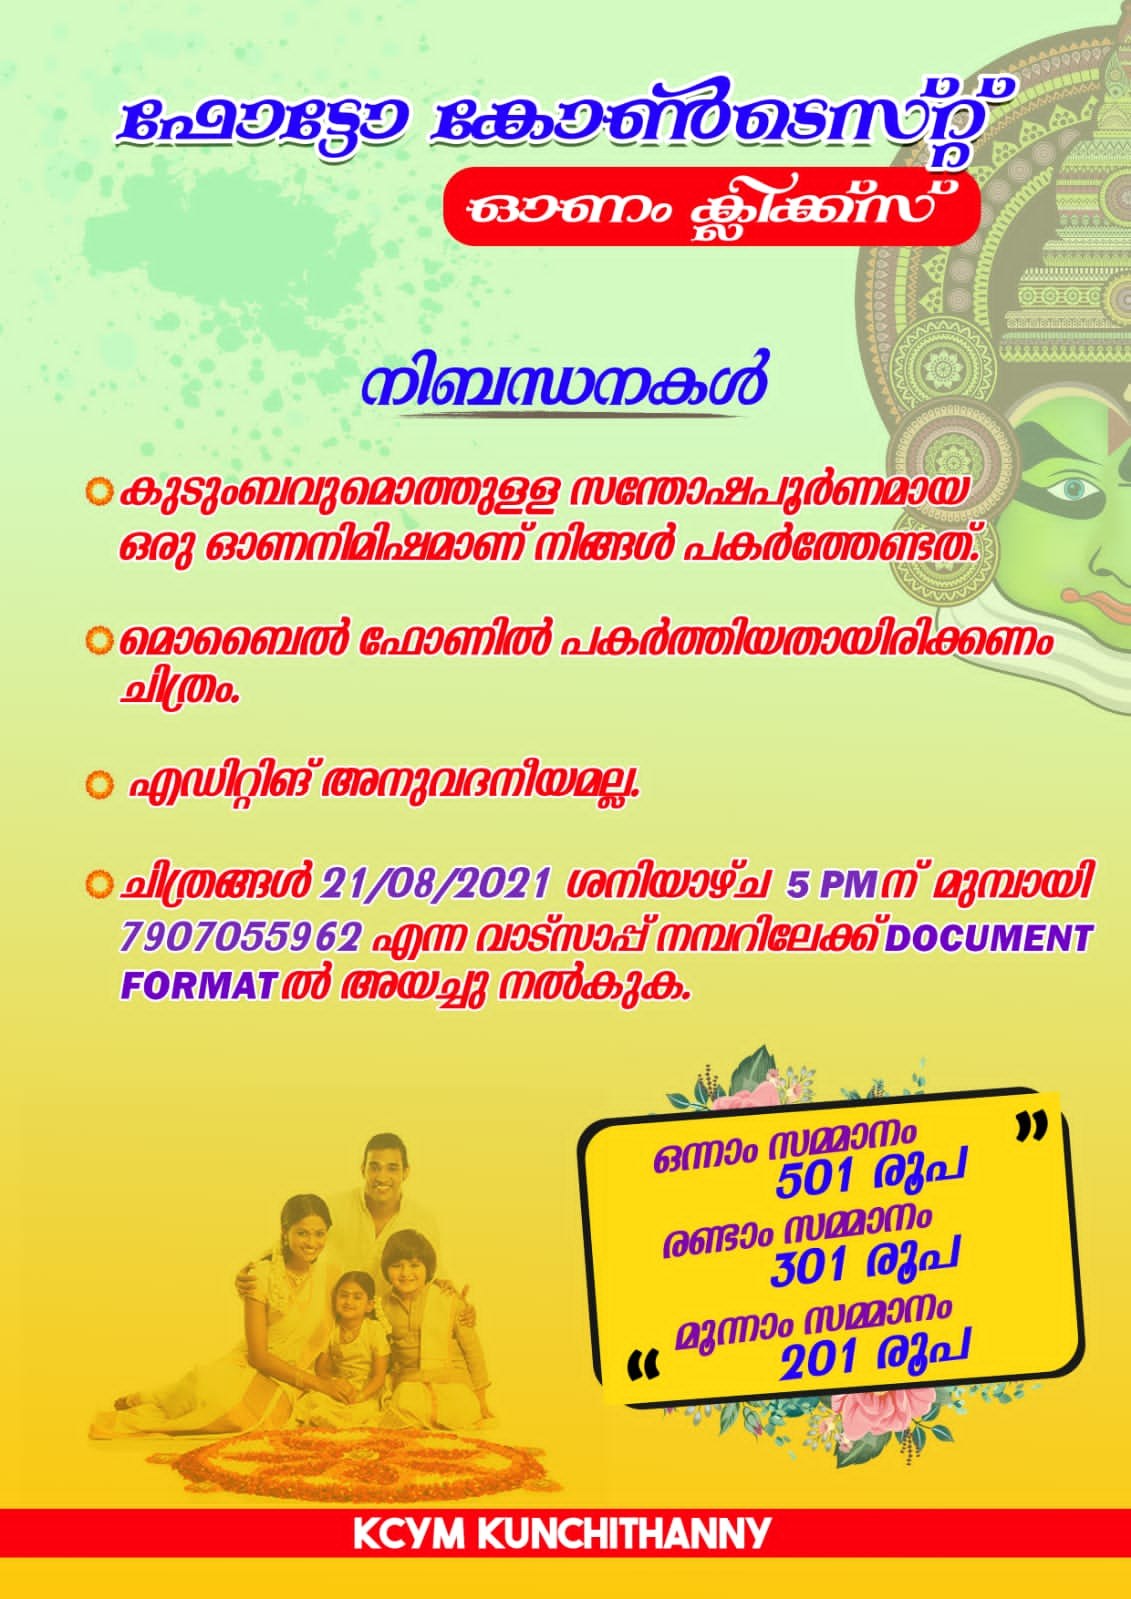 ഫോട്ടോ കോൺടെസ്റ്റ്
ഓണം ക്ലിക്ക്സ്
നിബന്ധനകൾ
കുടുംബവുമൊത്തുളള സന്തോഷപൂർണമായ
ഒരു ഓണനിമിഷമാണ് നിങ്ങൾ പകർത്തേണ്ടത്.
മൊബൈൽ ഫോണിൽ പകർത്തിയതായിരിക്കണം
ചിത്രം.
എഡിറ്റിങ് അനുവദനീയമല്ല.
ചിത്രങ്ങൾ 21/08/2021 ശനിയാഴ്ച 5 PM ന് മുമ്പായി
7907055962 എന്ന വാട്സാപ്പ് നമ്പറിലേക്ക് DOCUMENT
FORMAT ൽ അയച്ചു നൽകുക.
ഒന്നാം സമ്മാനം
501 രൂപ
രണ്ടാം സമ്മാനം
301 രൂപ
മൂന്നാം സമ്മാനം
201 രൂപ
KCYM KUNCHITHANNY